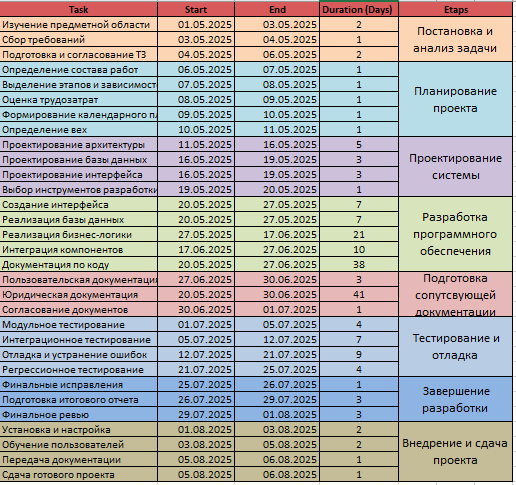 Task Start End Duration (Days) Etaps
Изучение предметной области 01.05.2025 03.05.2025 2 Постановка и анализ задачи
Сбор требований 03.05.2025 04.05.2025 1
Подготовка и согласование ТЗ 04.05.2025 06.05.2025 2
Определение состава работ 06.05.2025 07.05.2025 1 Планирование проекта
Выделение этапов и зависимост 07.05.2025 08.05.2025 1
Оценка трудозатрат 08.05.2025 09.05.2025 1
Формирование календарного пл 09.05.2025 10.05.2025 1
Определение вех 10.05.2025 11.05.2025 1
Проектирование архитектуры 11.05.2025 16.05.2025 5 Проектирование системы
Проектирование базы данных 16.05.2025 19.05.2025 3
Проектирование интерфейса 16.05.2025 19.05.2025 3
Выбор инструментов разработки 19.05.2025 20.05.2025 1
Создание интерфейса 20.05.2025 27.05.2025 7 Разработка программного обеспечения
Реализация базы данных 20.05.2025 27.05.2025 7
Реализация бизнес-логики 27.05.2025 17.06.2025 21
Интеграция компонентов 17.06.2025 27.06.2025 10
Документация по коду 20.05.2025 27.06.2025 38
Пользовательская документаци 27.06.2025 30.06.2025 3 Подготовка сопутсвующей документации
Юридическая документация 20.05.2025 30.06.2025 41
Согласование документов 30.06.2025 01.07.2025 1
Модульное тестирование 01.07.2025 05.07.2025 4 Тестирование и отладка
Интеграционное тестирование 05.07.2025 12.07.2025 7
Отладка и устранение ошибок 12.07.2025 21.07.2025 9
Регрессионное тестирование 21.07.2025 25.07.2025 4
Финальные исправления 25.07.2025 26.07.2025 1 Завершение разработки
Подготовка итогового отчета 26.07.2025 29.07.2025 3
Финальное ревью 29.07.2025 01.08.2025 3
Установка и настройка 01.08.2025 03.08.2025 2 Внедрение и сдача проекта
Обучение пользователей 03.08.2025 05.08.2025 2
Передача документации 05.08.2025 06.08.2025 1
Сдача готового проекта 05.08.2025 06.08.2025 1